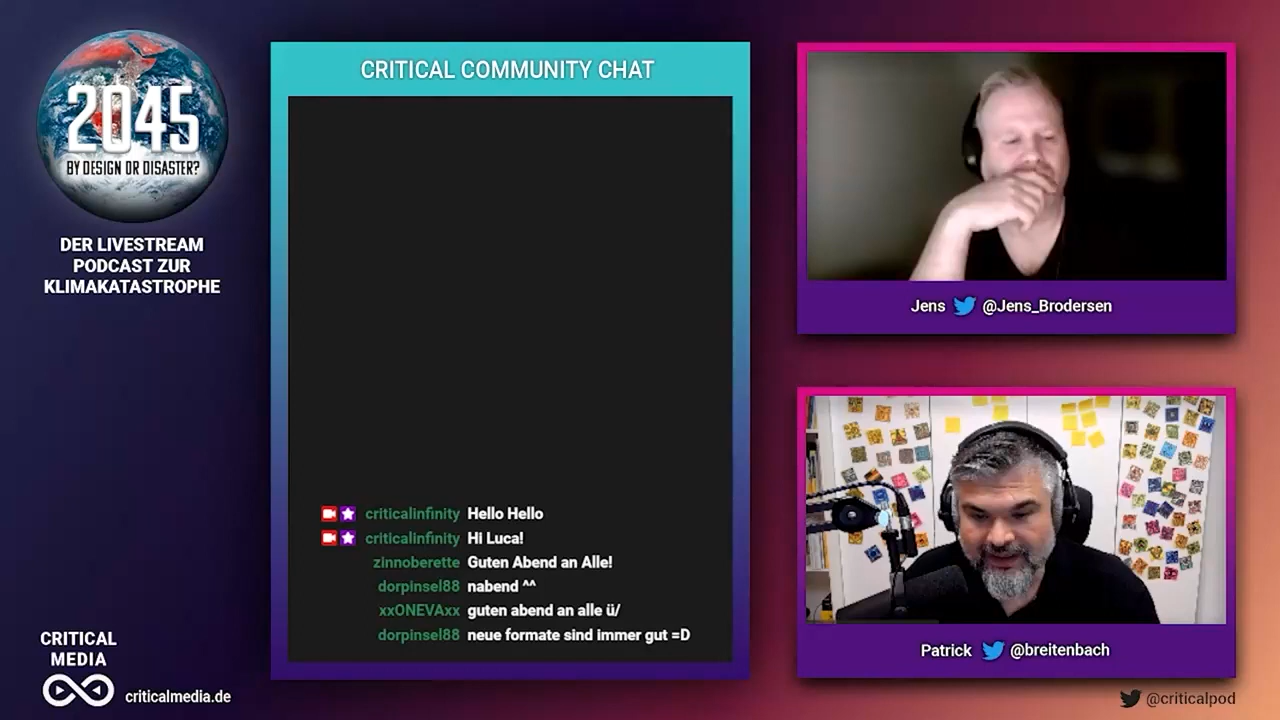 2045
BY DESIGN OR DISASTER?
DER LIVESTREAM
PODCAST ZUR
KLIMAKATASTROPHE
CRITICAL
MEDIA
criticalmedia.de
CRITICAL COMMUNITY CHAT
criticalinfinity Hello Hello
criticalinfinity Hi Luca!
zinnoberette Guten Abend an Alle!
dorpinsel88 nabend ^^
xxONEVAxx guten abend an alle ü/
dorpinsel88 neue formate sind immer gut =D
Jens @Jens_Brodersen
Patrick @breitenbach
@criticalpod